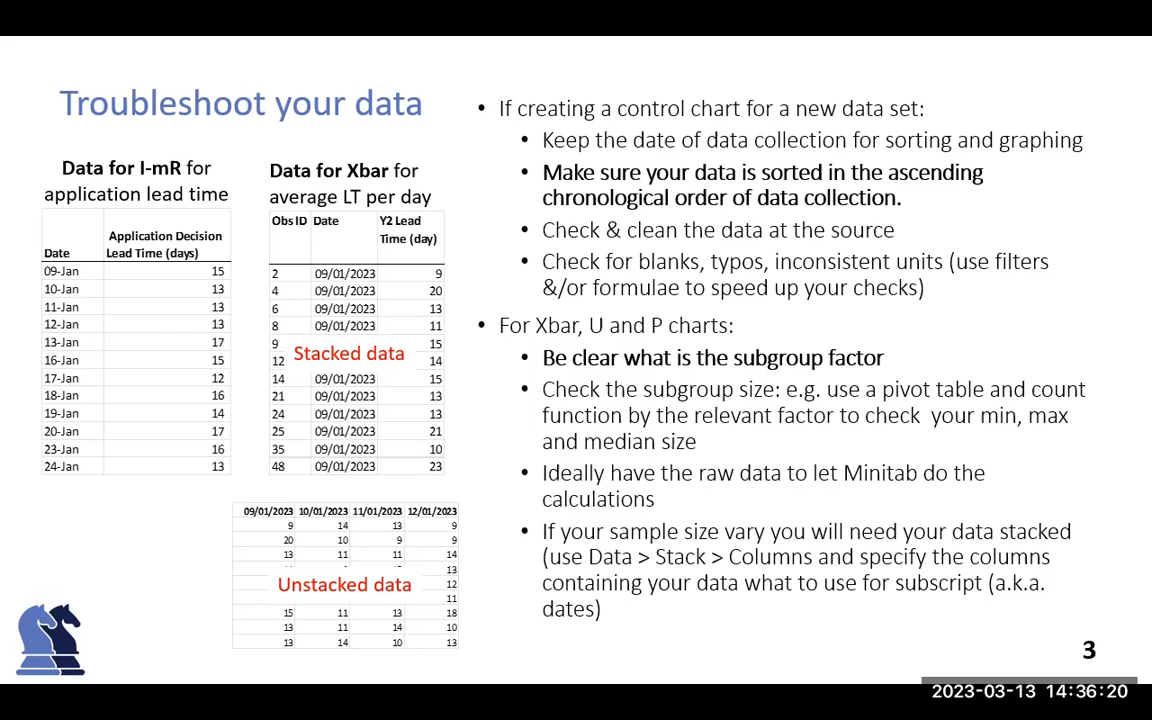 Troubleshoot your data
Data for I-mR for
application lead time
Date Application Decision Lead Time (days)
09-Jan 15
10-Jan 13
11-Jan 13
12-Jan 13
13-Jan 17
16-Jan 15
17-Jan 12
18-Jan 16
19-Jan 14
20-Jan 17
23-Jan 16
24-Jan 13
Data for Xbar for
average LT per day
Obs ID Date Y2 Lead Time (day)
2 09/01/2023 9
4 09/01/2023 20
6 09/01/2023 13
8 09/01/2023 11
9 15
12 14
Stacked data
14 09/01/2023 15
21 09/01/2023 13
24 09/01/2023 13
25 09/01/2023 21
35 09/01/2023 10
48 09/01/2023 23
09/01/2023 10/01/2023 11/01/2023 12/01/2023
9 14 13 9
20 10 9 9
13 11 11 14
13
Unstacked data 12
11
15 11 13 18
13 11 14 10
13 14 10 13
• If creating a control chart for a new data set:
• Keep the date of data collection for sorting and graphing
• Make sure your data is sorted in the ascending
chronological order of data collection.
• Check & clean the data at the source
• Check for blanks, typos, inconsistent units (use filters
&/or formulae to speed up your checks)
• For Xbar, U and P charts:
• Be clear what is the subgroup factor
• Check the subgroup size: e.g. use a pivot table and count
function by the relevant factor to check your min, max
and median size
• Ideally have the raw data to let Minitab do the
calculations
• If your sample size vary you will need your data stacked
(use Data > Stack > Columns and specify the columns
containing your data what to use for subscript (a.k.a.
dates)
3
2023-03-13 14:36:20